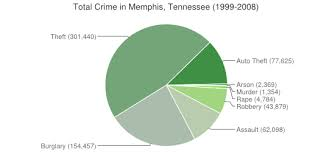 Total Crime in Memphis, Tennessee (1999-2008)
Theft (301.440)
Auto Theft (77,625)
Arson (2,369)
Murder (1,354)
Rape (4,784)
Robbery (43,879)
Assault (62,098)
Burglary (154,457)